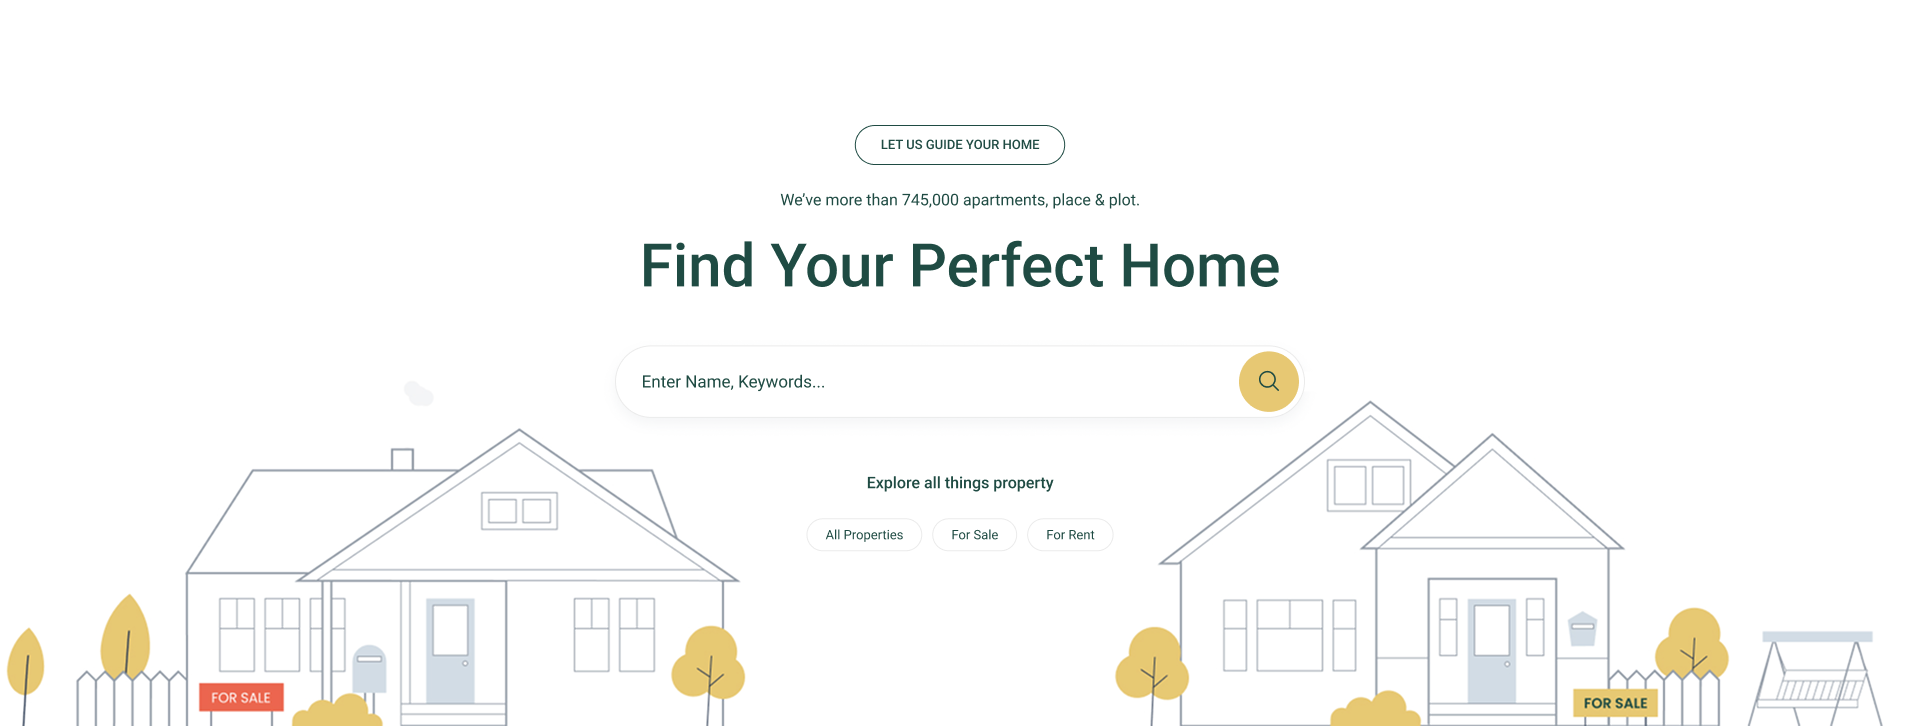 LET US GUIDE YOUR HOME
We’ve more than 745,000 apartments, place & plot.
Find Your Perfect Home
Enter Name, Keywords...
Explore all things property
All Properties
For Sale
For Rent
FOR SALE
FOR SALE